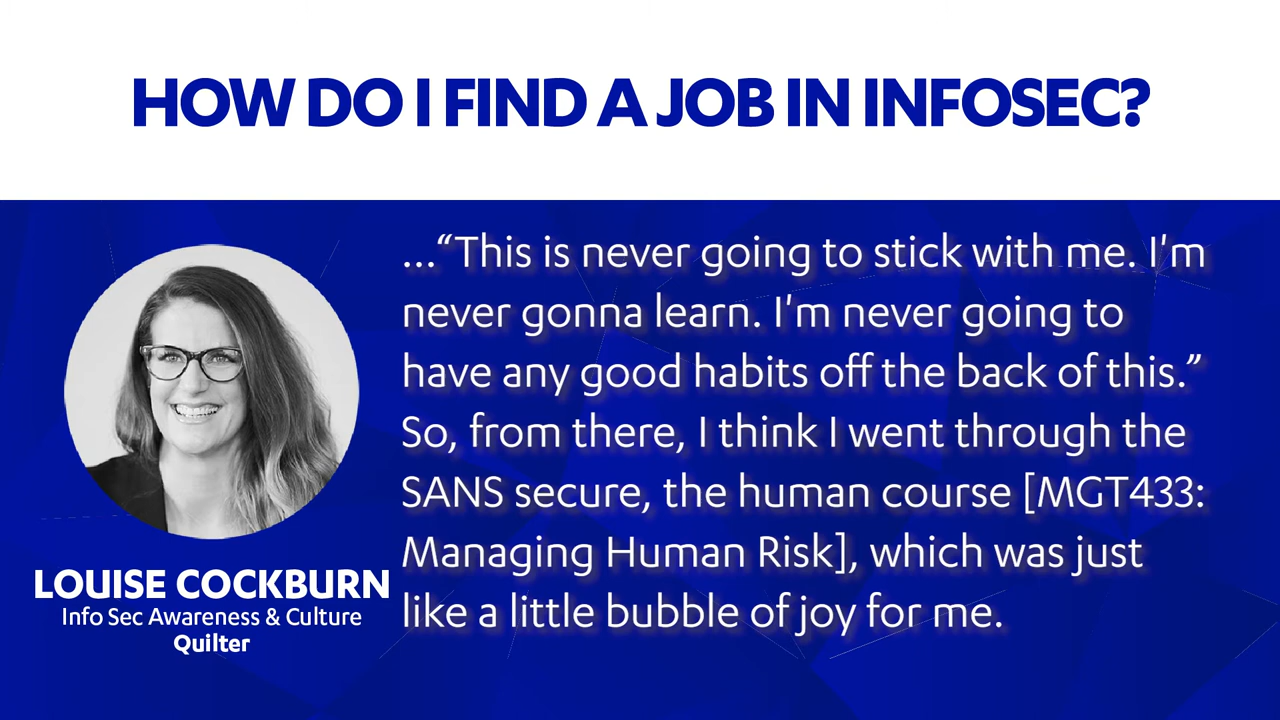 HOW DO I FIND A JOB IN INFOSEC?
...“This is never going to stick with me. I'm
never gonna learn. I'm never going to
have any good habits off the back of this.”
So, from there, I think I went through the
SANS secure, the human course [MGT433:
Managing Human Risk], which was just
like a little bubble of joy for me.
LOUISE COCKBURN
Info Sec Awareness & Culture
Quilter